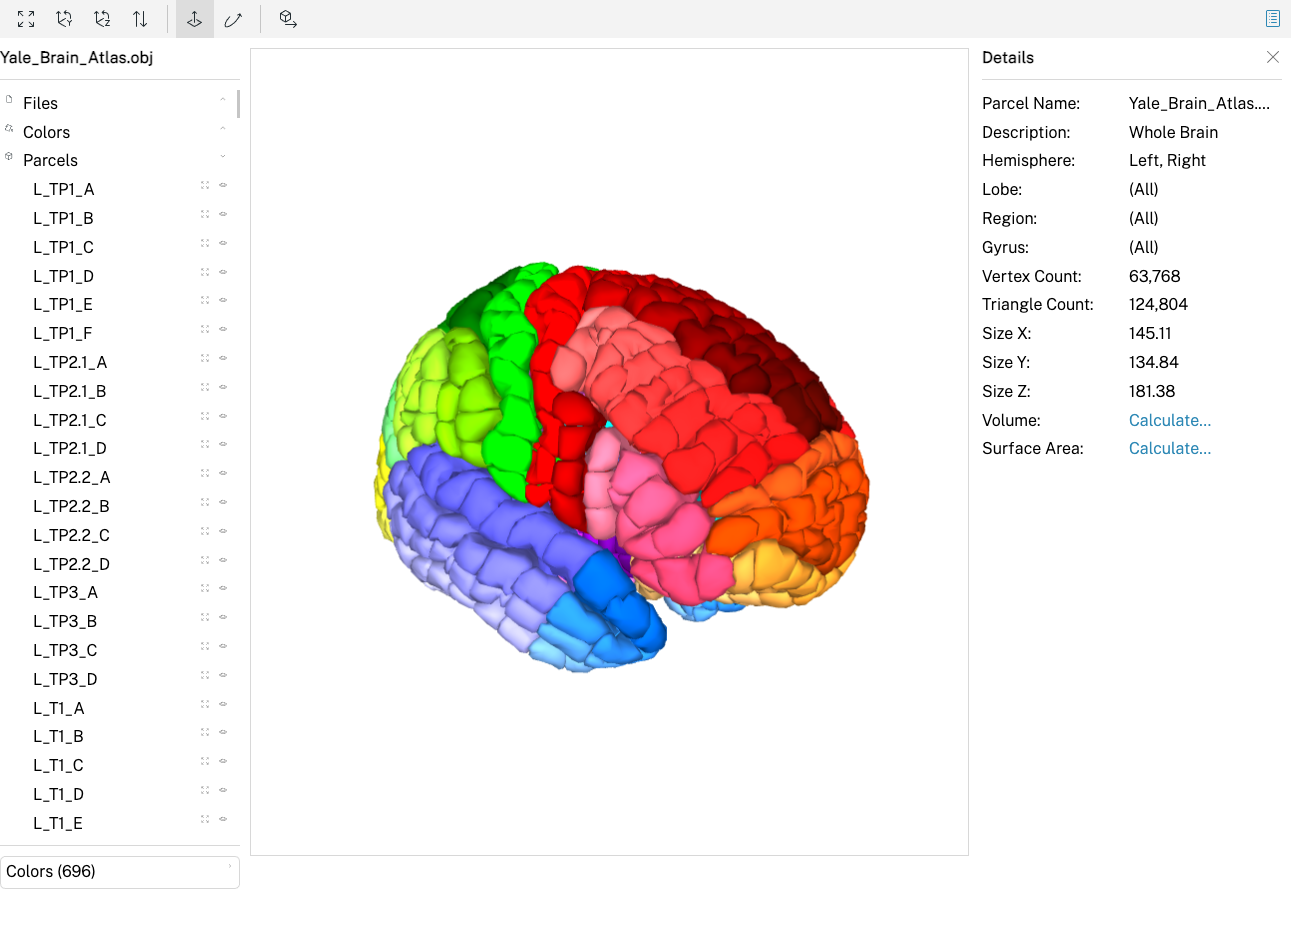 Yale_Brain_Atlas.obj
Files
Colors
Parcels
L_TP1_A
L_TP1_B
L_TP1_C
L_TP1_D
L_TP1_E
L_TP1_F
L_TP2.1_A
L_TP2.1_B
L_TP2.1_C
L_TP2.1_D
L_TP2.2_A
L_TP2.2_B
L_TP2.2_C
L_TP2.2_D
L_TP3_A
L_TP3_B
L_TP3_C
L_TP3_D
L_T1_A
L_T1_B
L_T1_C
L_T1_D
L_T1_E
Colors (696)
Details
Parcel Name: Yale_Brain_Atlas....
Description: Whole Brain
Hemisphere: Left, Right
Lobe: (All)
Region: (All)
Gyrus: (All)
Vertex Count: 63,768
Triangle Count: 124,804
Size X: 145.11
Size Y: 134.84
Size Z: 181.38
Volume: Calculate...
Surface Area: Calculate...